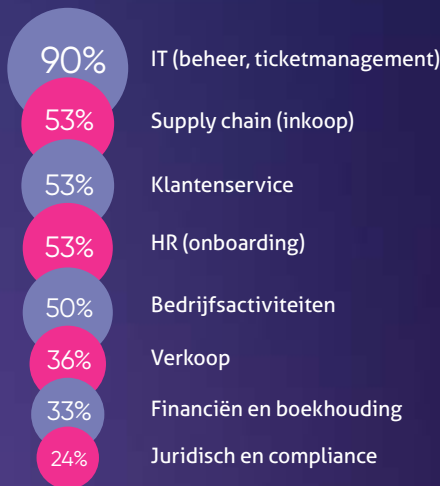 90% IT (beheer, ticketmanagement)
53% Supply chain (inkoop)
53% Klantenservice
53% HR (onboarding)
50% Bedrijfsactiviteiten
36% Verkoop
33% Financiën en boekhouding
24% Juridisch en compliance